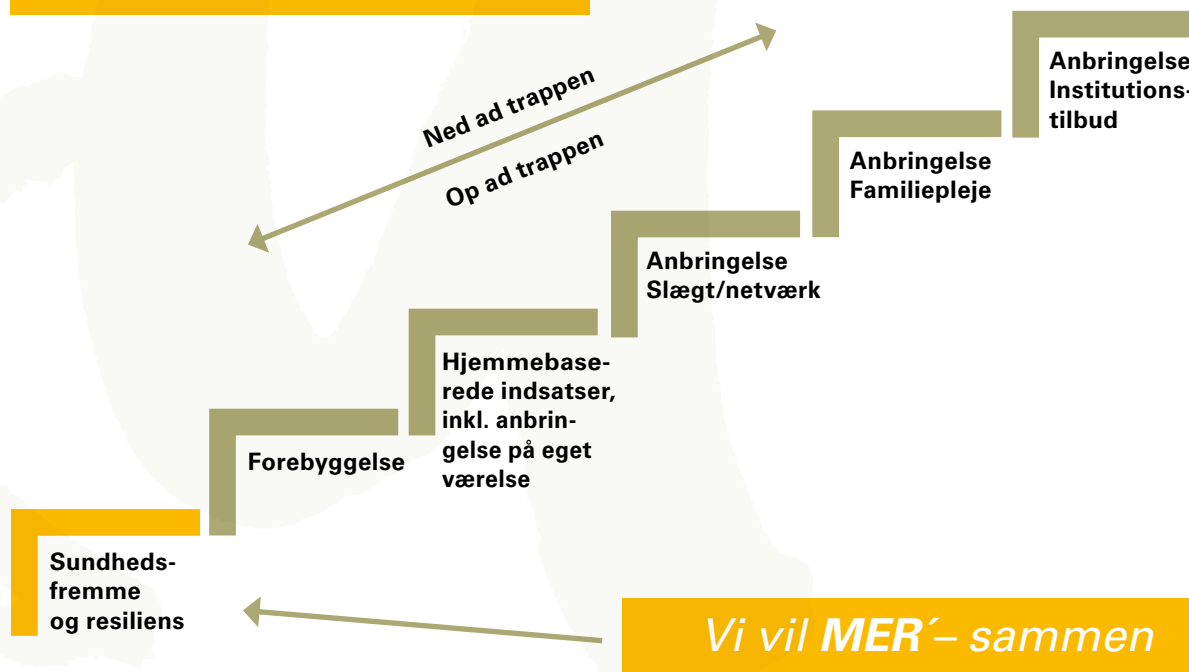 Ned ad trappen
Op ad trappen
Anbringelse
Institutions-
tilbud
Anbringelse
Familiepleje
Anbringelse
Slægt/netværk
Hjemmebase-
rede indsatser,
inkl. anbrin-
gelse på eget
værelse
Forebyggelse
Sundheds-
fremme
og resiliens
Vi vil MER´– sammen